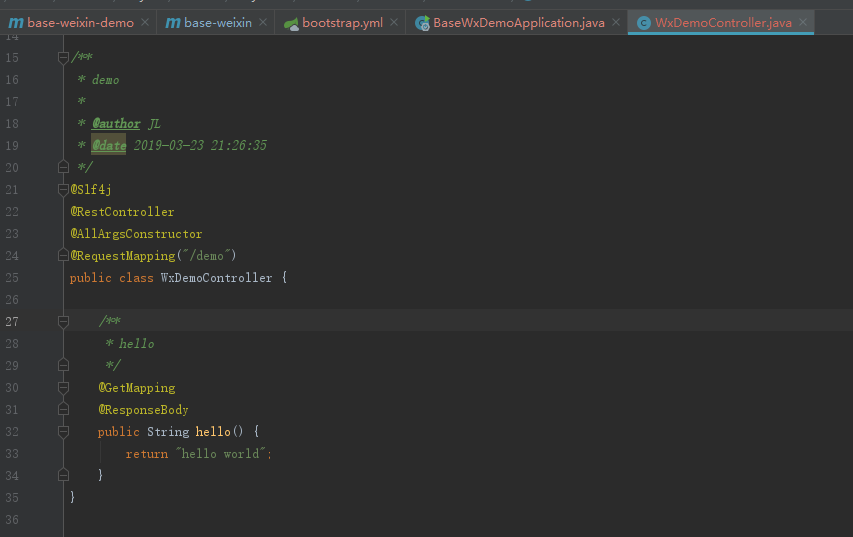 base-weixin-demo base-weixin bootstrap.yml BaseWxDemoApplication.java WxDemoController.java
14
15 /**
16 * demo
17 *
18 * @author JL
19 * @date 2019-03-23 21:26:35
20 */
21 @Slf4j
22 @RestController
23 @AllArgsConstructor
24 @RequestMapping("/demo")
25 public class WxDemoController {
26
27 /**
28 * hello
29 */
30 @GetMapping
31 @ResponseBody
32 public String hello() {
33 return "hello world";
34 }
35 }
36